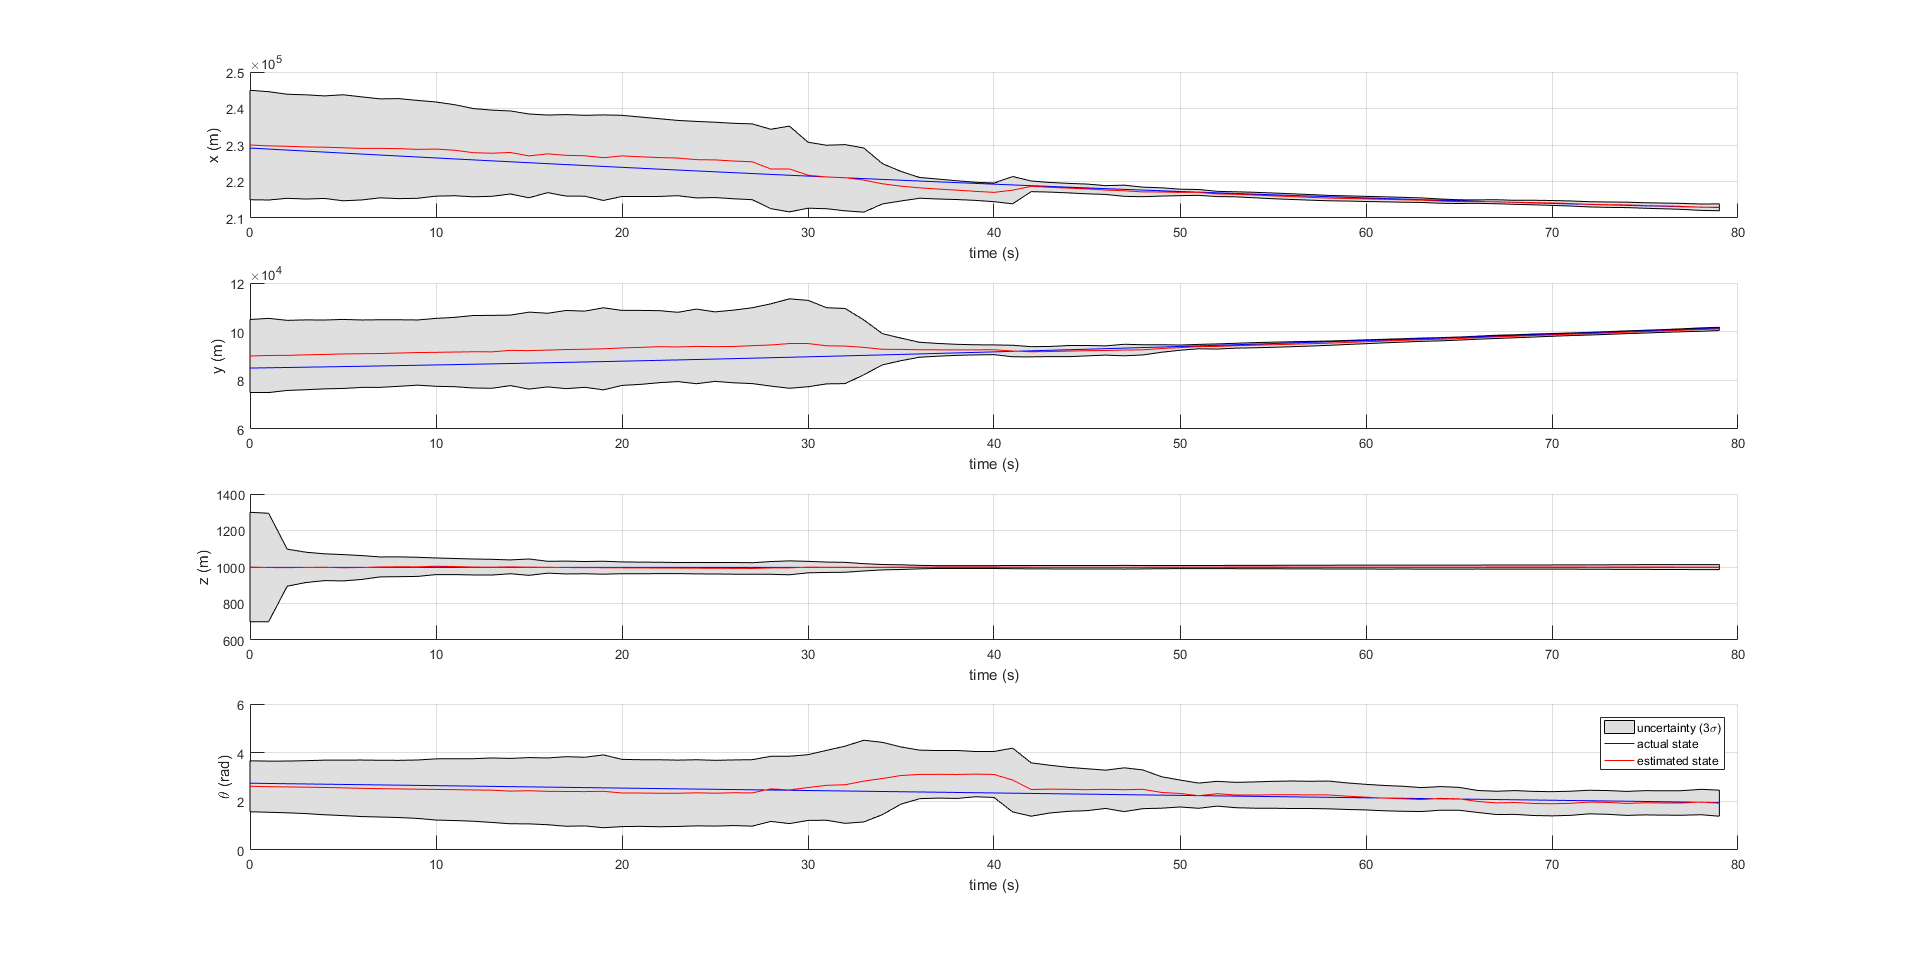 ×10^5
2.5
2.4
2.3
2.2
2.1
x (m)
0 10 20 30 40 50 60 70 80
time (s)
×10^4
12
10
8
6
y (m)
0 10 20 30 40 50 60 70 80
time (s)
1400
1200
1000
800
600
z (m)
0 10 20 30 40 50 60 70 80
time (s)
6
4
2
0
θ (rad)
uncertainty (3σ)
actual state
estimated state
0 10 20 30 40 50 60 70 80
time (s)